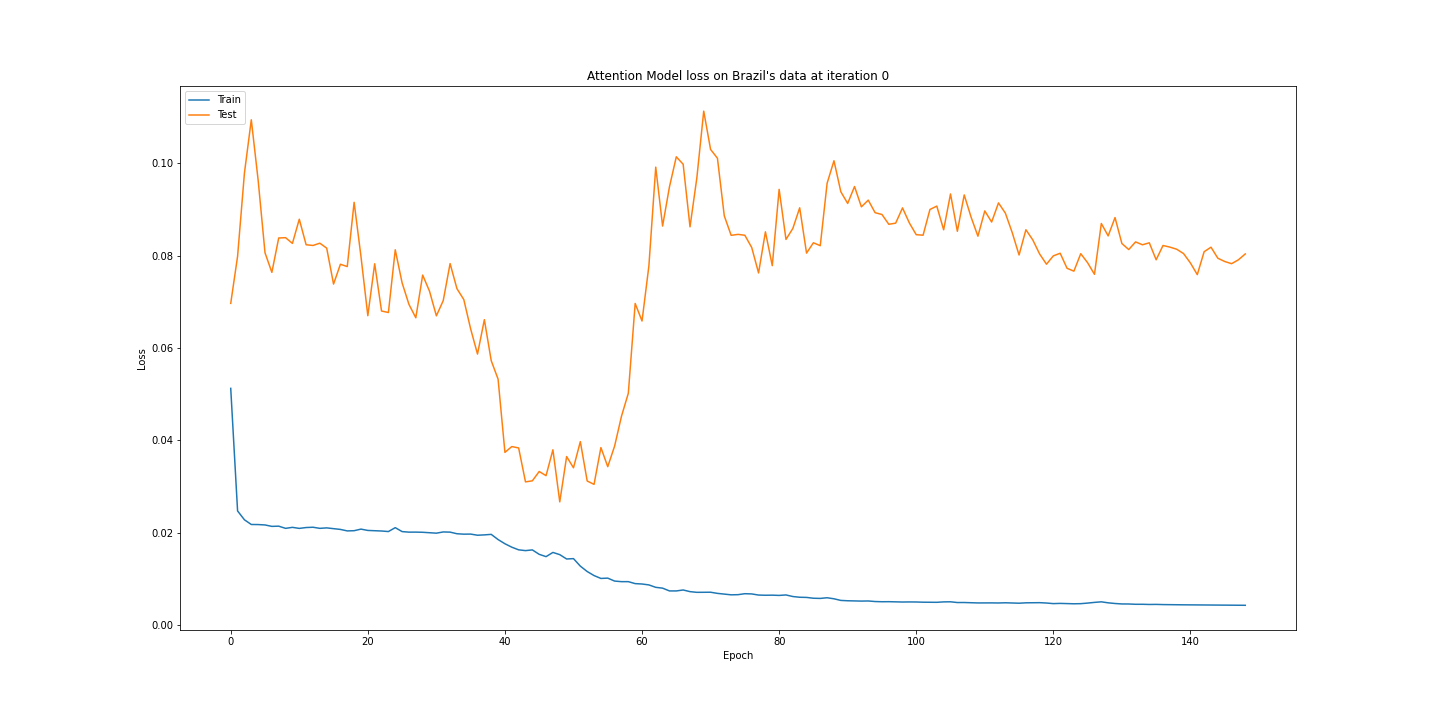 Attention Model loss on Brazil's data at iteration 0
Train
Test
0.10
0.08
0.06
0.04
0.02
0.00
Loss
0 20 40 60 80 100 120 140
Epoch